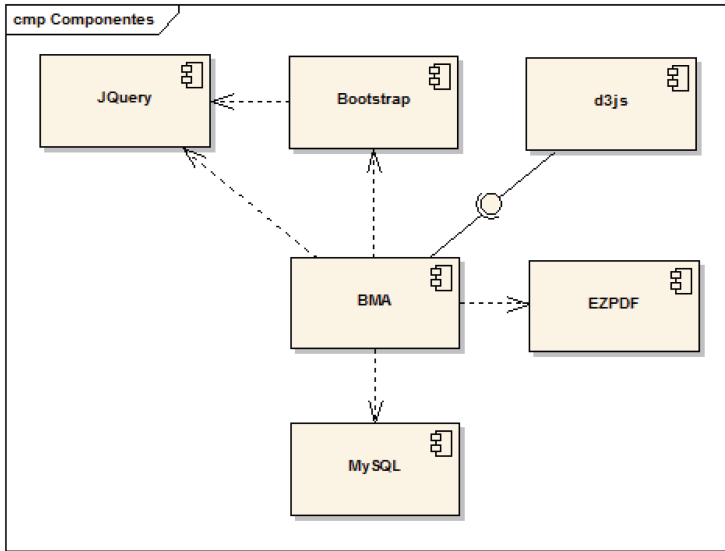 cmp Componentes
JQuery
Bootstrap
d3js
BMA
EZPDF
MySQL